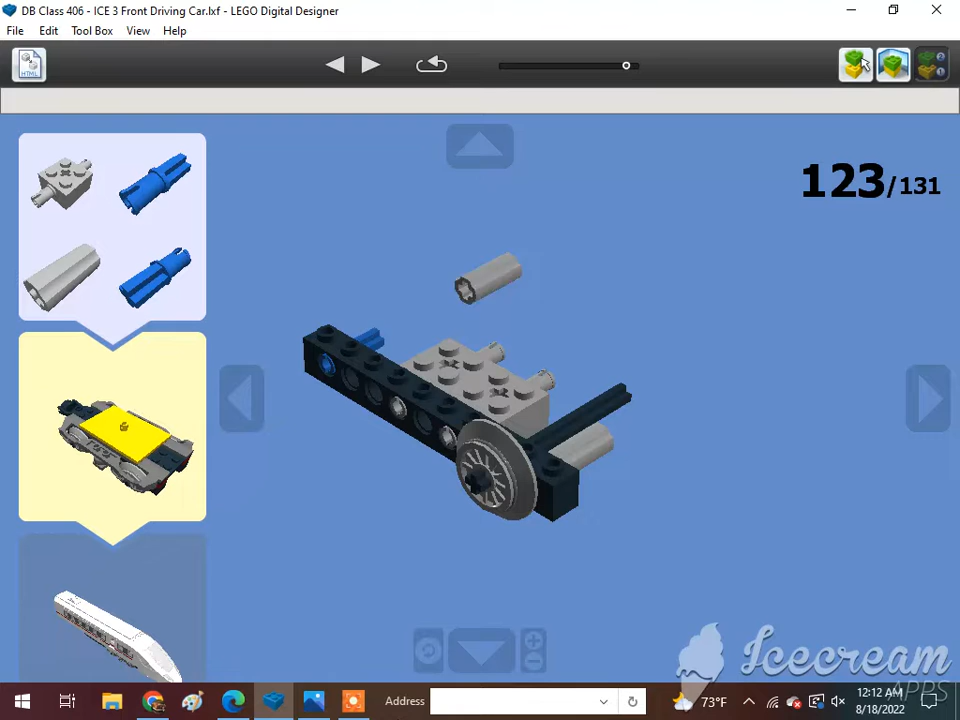 DB Class 406 - ICE 3 Front Driving Car.lxf - LEGO Digital Designer
File Edit Tool Box View Help
HTML
123/131
Icecream
APPS
Address
73°F
12:12 AM
8/18/2022